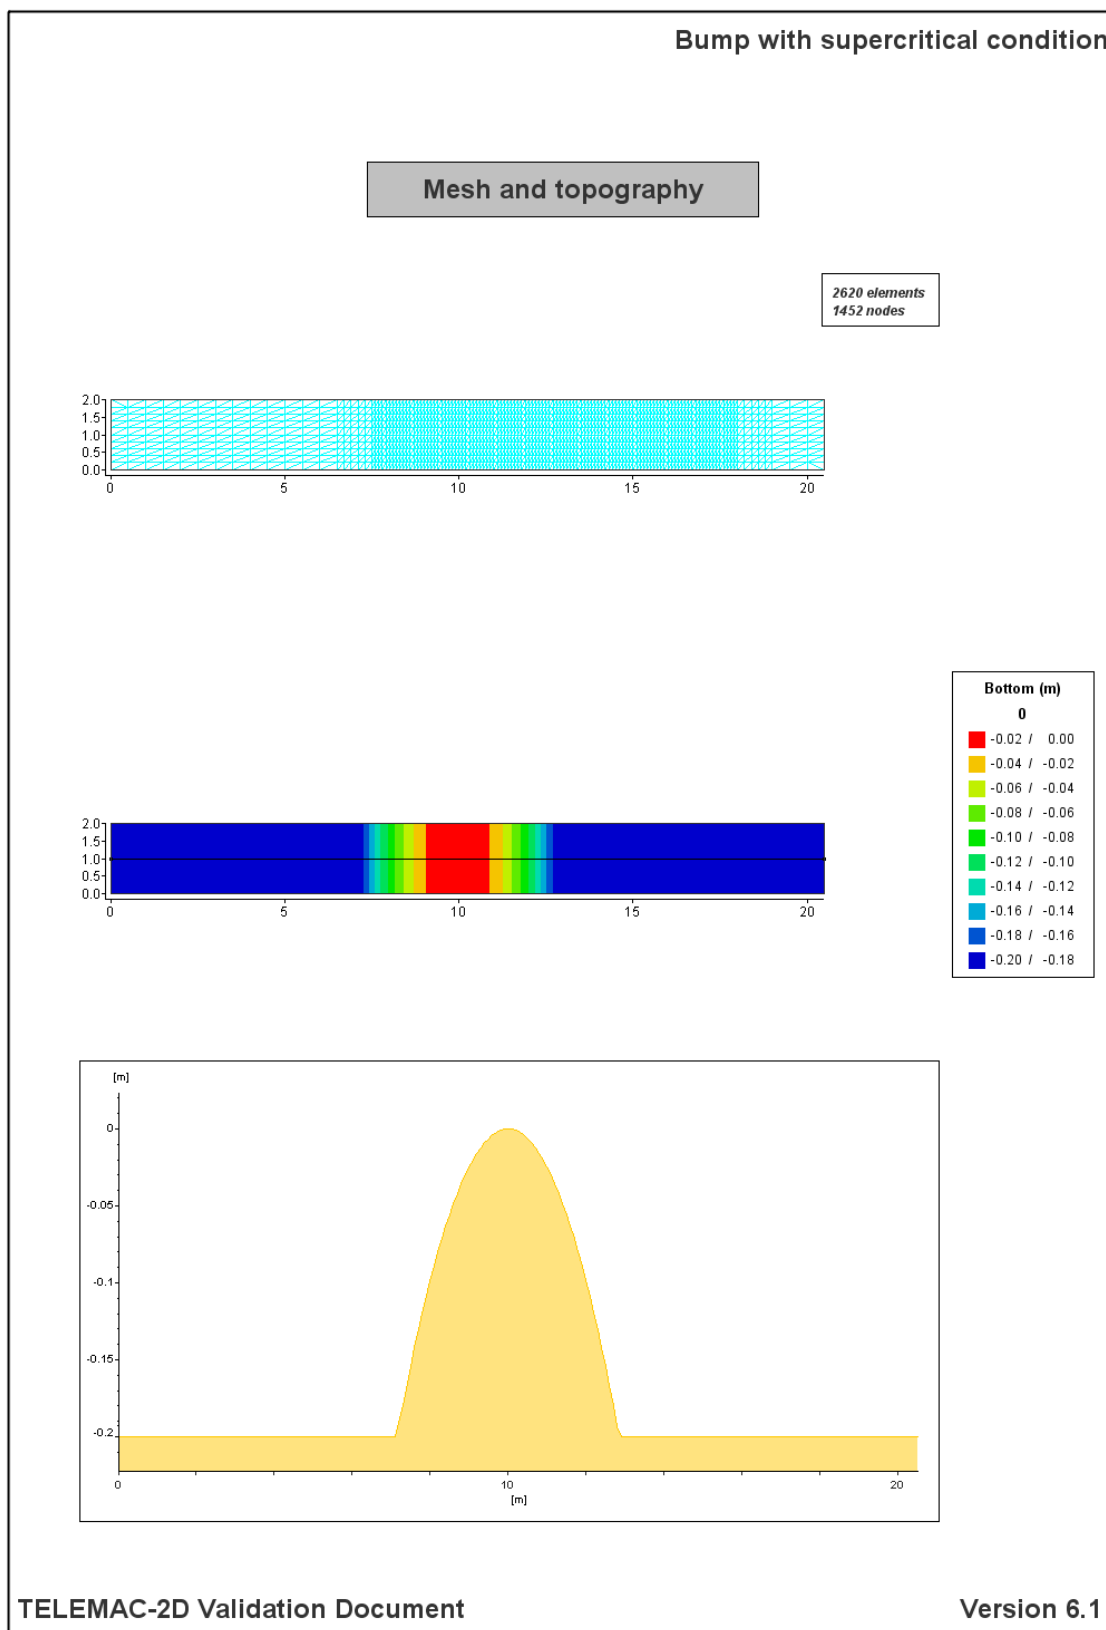 Bump with supercritical condition
Mesh and topography
2620 elements
1452 nodes
2.0
1.5
1.0
0.5
0.0
0 5 10 15 20
Bottom (m)
0
-0.02 / 0.00
-0.04 / -0.02
-0.06 / -0.04
-0.08 / -0.06
-0.10 / -0.08
-0.12 / -0.10
-0.14 / -0.12
-0.16 / -0.14
-0.18 / -0.16
-0.20 / -0.18
2.0
1.5
1.0
0.5
0.0
0 5 10 15 20
[m]
0
-0.05
-0.1
-0.15
-0.2
0 10 20
[m]
TELEMAC-2D Validation Document Version 6.1